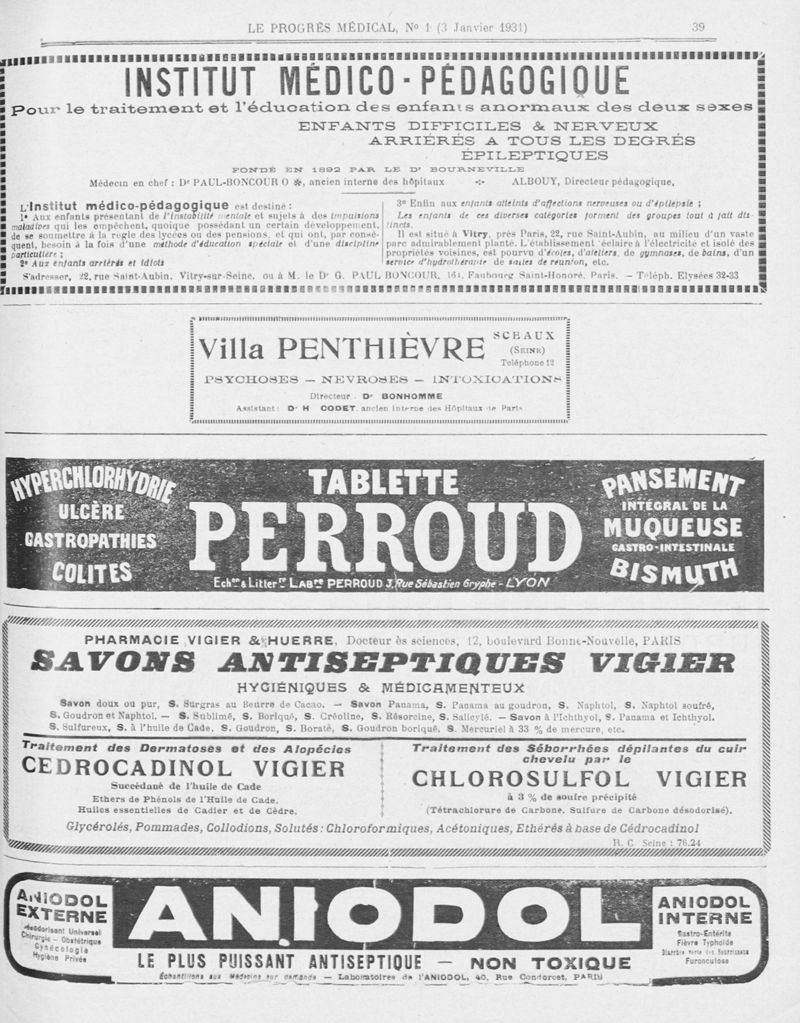 LE PROGRÈS MÉDICAL, No 1 (3 Janvier 1931) 39
INSTITUT MÉDICO-PÉDAGOGIQUE
Pour le traitement et l'éducation des enfants anormaux des deux sexes
ENFANTS DIFFICILES & NERVEUX
ARRIÉRÉS A TOUS LES DEGRÉS
ÉPILEPTIQUES
FONDÉ EN 1892 PAR LE Dr BOURNEVILLE
Médecin en chef : Dr PAUL-BONCOUR O ✻, ancien interne des hôpitaux ⁘ ALBOUY, Directeur pédagogique,
L'Institut médico-pédagogique est destiné :
1º Aux enfants présentant de l'instabilité mentale et sujets à des impulsions
maladives qui les empêchent, quoique possédant un certain développement,
de se soumettre à la règle des lycées ou des pensions, et qui ont, par consé-
quent, besoin à la fois d'une méthode d'éducation spéciale et d'une discipline
particulière ;
2º Aux enfants arriérés et idiots
3º Enfin aux enfants atteints d'affections nerveuses ou d'épilepsie ;
Les enfants de ces diverses catégories forment des groupes tout à fait dis-
tincts.
Il est situé à Vitry, près Paris, 22, rue Saint-Aubin, au milieu d'un vaste
parc admirablement planté. L'établissement éclairé à l'électricité et isolé des
propriétés voisines, est pourvu d'écoles, d'ateliers, de gymnases, de bains, d'un
service d'hydrothérapie, de salles de réunion, etc.
S'adresser, 22, rue Saint-Aubin, Vitry-sur-Seine, ou à M. le Dr G. PAUL BONCOUR, 164, Faubourg Saint-Honoré, Paris. — Téléph. Elysées 32-33
Villa PENTHIÈVRE
SCEAUX
(SEINE)
Téléphone 12
PSYCHOSES — NEVROSES — INTOXICATIONS
Directeur : Dr BONHOMME
Assistant : Dr H CODET, ancien interne des Hôpitaux de Paris
HYPERCHLORHYDRIE
ULCÈRE
GASTROPATHIES
COLITES
TABLETTE
PERROUD
Echons & Littérre LABres PERROUD 3, Rue Sébastien Gryphe - LYON
PANSEMENT
INTÉGRAL DE LA
MUQUEUSE
GASTRO-INTESTINALE
BISMUTH
PHARMACIE VIGIER & HUERRE, Docteur ès sciences, 12, boulevard Bonne-Nouvelle, PARIS
SAVONS ANTISEPTIQUES VIGIER
HYGIÉNIQUES & MÉDICAMENTEUX
Savon doux ou pur, S. Surgras au Beurre de Cacao. — Savon Panama, S. Panama au goudron, S. Naphtol, S. Naphtol soufré,
S. Goudron et Naphtol. — S. Sublimé, S. Boriqué, S. Créoline, S. Résorcine, S. Salicylé. — Savon à l'Ichthyol, S. Panama et Ichthyol.
S. Sulfureux, S. à l'huile de Cade, S. Goudron, S. Boraté, S. Goudron boriqué, S. Mercuriel à 33 % de mercure, etc.
Traitement des Dermatoses et des Alopécies
CEDROCADINOL VIGIER
Succédané de l'huile de Cade
Ethers de Phénols de l'Huile de Cade.
Huiles essentielles de Cadier et de Cèdre.
Traitement des Séborrhées dépilantes du cuir
chevelu par le
CHLOROSULFOL VIGIER
à 3 % de soufre précipité
(Tétrachlorure de Carbone. Sulfure de Carbone désodorisé).
Glycérolés, Pommades, Collodions, Solutés : Chloroformiques, Acétoniques, Ethérés à base de Cédrocadinol
R. C. Seine : 76.24
ANIODOL
EXTERNE
Désodorisant Universel
Chirurgie - Obstétrique
Gynécologie
Hygiène Privée
ANIODOL
LE PLUS PUISSANT ANTISEPTIQUE — NON TOXIQUE
Échantillons aux Médecins sur demande — Laboratoires de l'ANIODOL, 40, Rue Condorcet, PARIS
ANIODOL
INTERNE
Gastro-Entérite
Fièvre Typhoïde
Diarrhée verte des Nourrissons
Furonculose